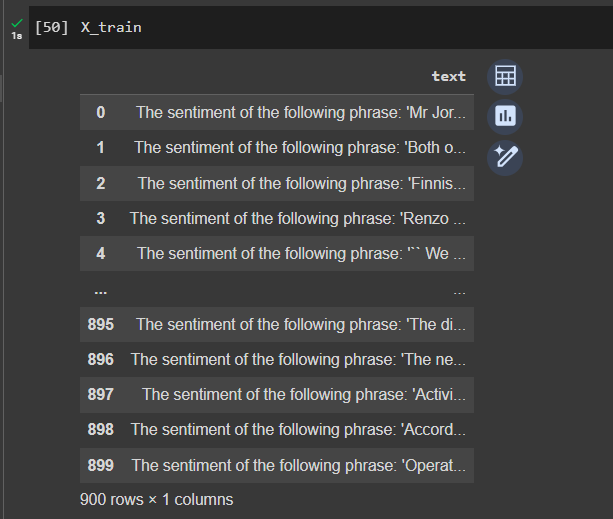 [50] X_train
1s
text
0 The sentiment of the following phrase: 'Mr Jor...
1 The sentiment of the following phrase: 'Both o...
2 The sentiment of the following phrase: 'Finnis...
3 The sentiment of the following phrase: 'Renzo ...
4 The sentiment of the following phrase: '`` We ...
... ...
895 The sentiment of the following phrase: 'The di...
896 The sentiment of the following phrase: 'The ne...
897 The sentiment of the following phrase: 'Activi...
898 The sentiment of the following phrase: 'Accord...
899 The sentiment of the following phrase: 'Operat...
900 rows × 1 columns